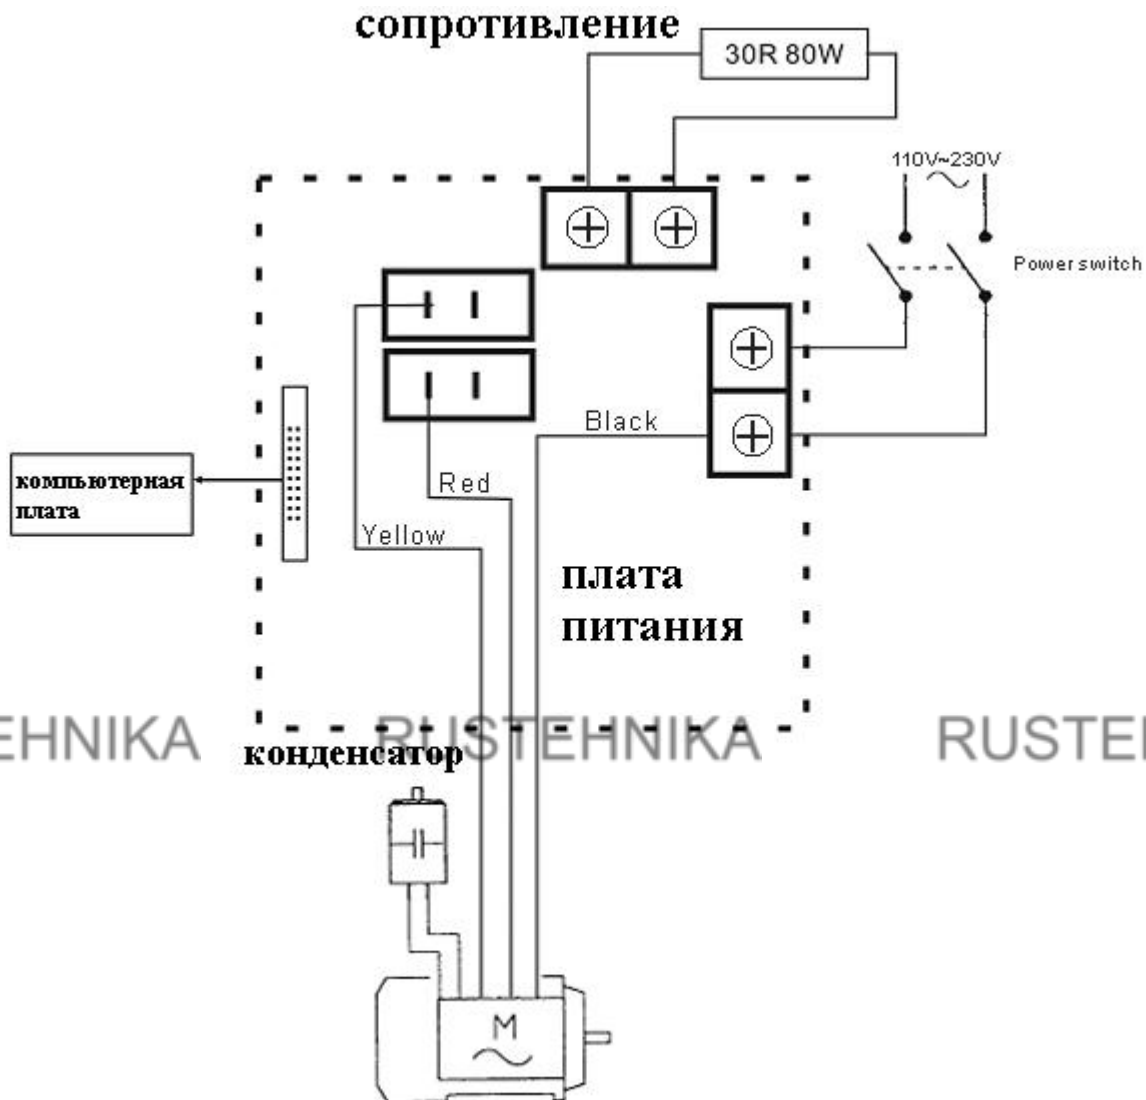 сопротивление
30R 80W
110V~230V
Power switch
Black
компьютерная
плата
Red
Yellow
плата
питания
EHNIKA RUSTEHNIKA RUSTE
конденсатор
M